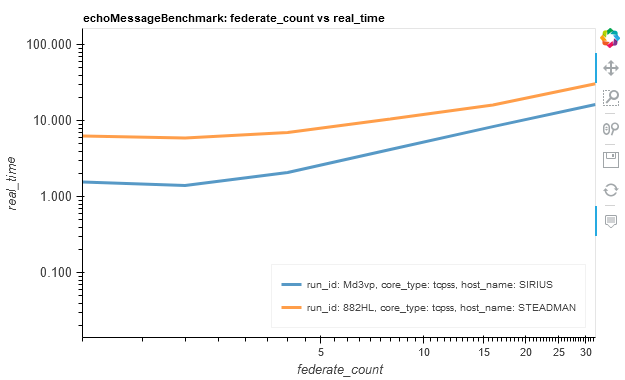 echoMessageBenchmark: federate_count vs real_time
100.000
10.000
1.000
0.100
real_time
run_id: Md3vp, core_type: tcpss, host_name: SIRIUS
run_id: 882HL, core_type: tcpss, host_name: STEADMAN
5 10 15 20 25 30
federate_count